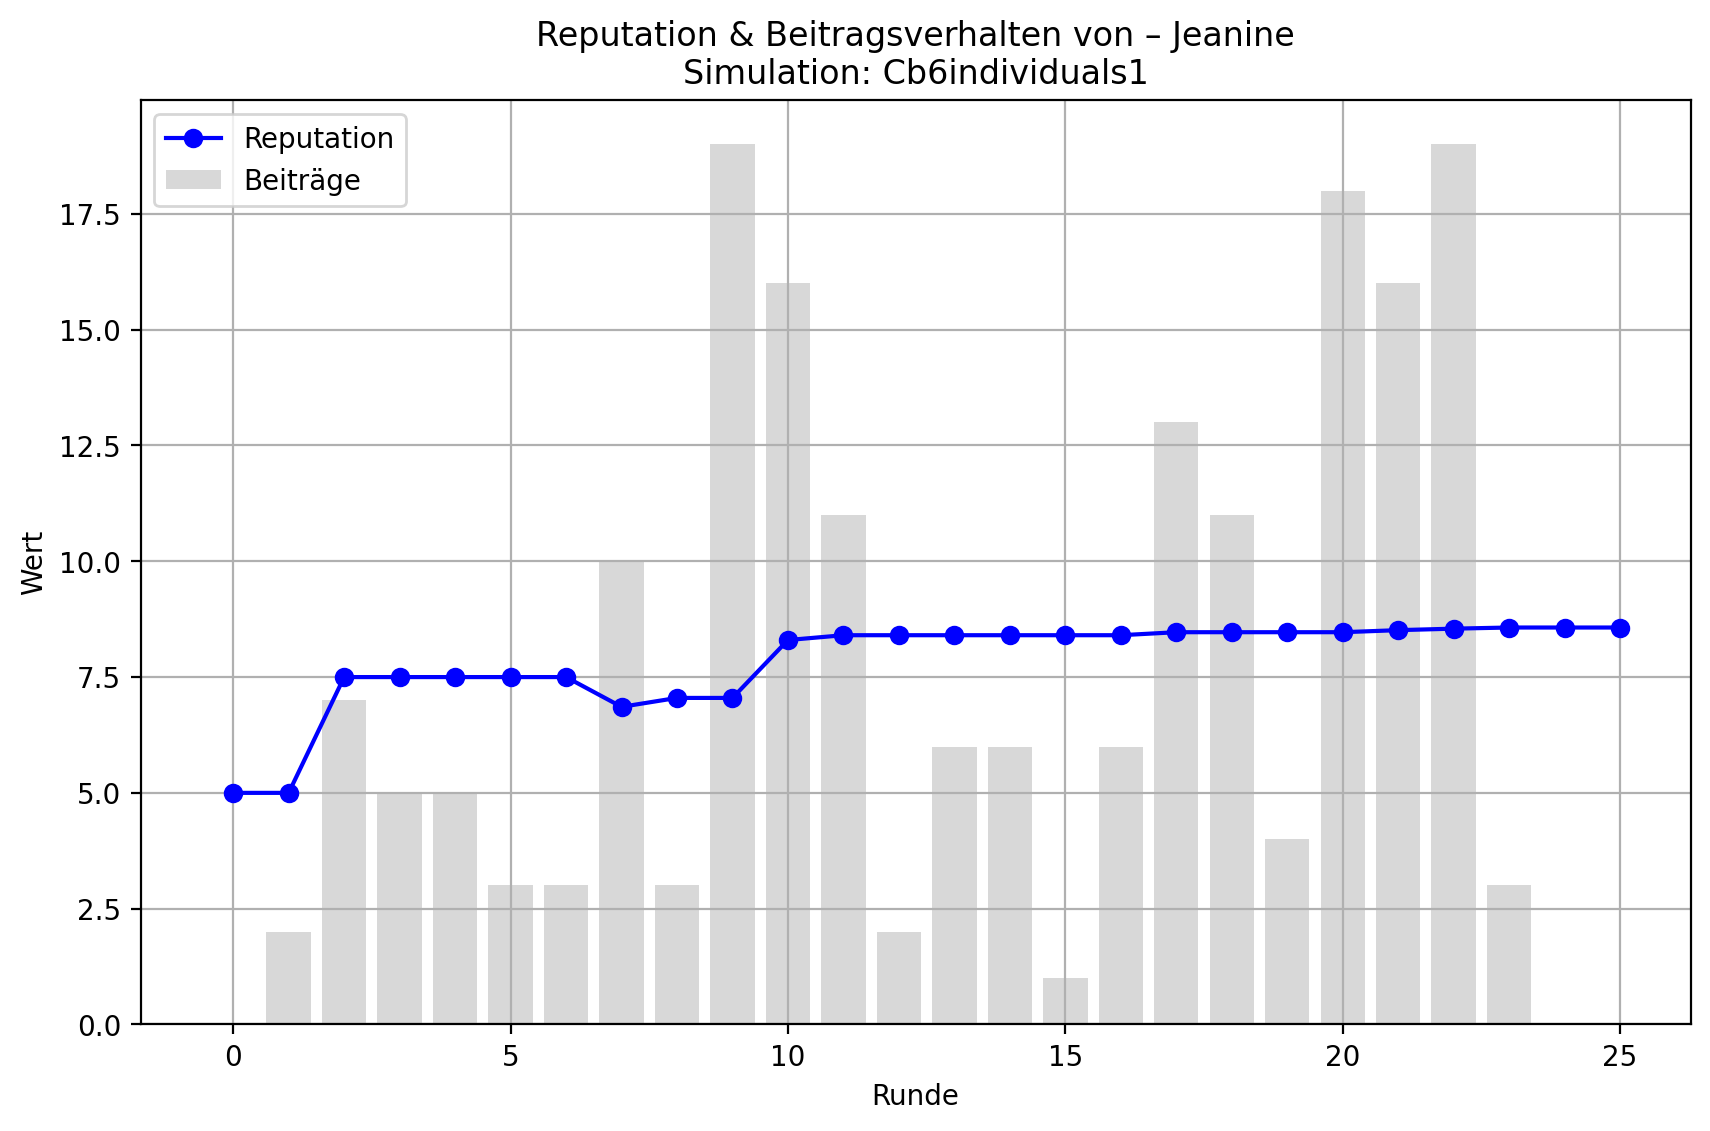 Reputation & Beitragsverhalten von – Jeanine
Simulation: Cb6individuals1
Reputation
Beiträge
17.5
15.0
12.5
10.0
7.5
5.0
2.5
0.0
Wert
0 5 10 15 20 25
Runde